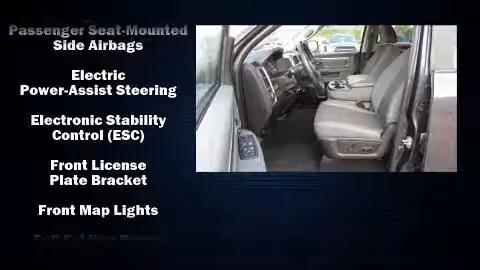 Passenger Seat-Mounted
Side Airbags
Electric
Power-Assist Steering
Electronic Stability
Control (ESC)
Front License
Plate Bracket
Front Map Lights